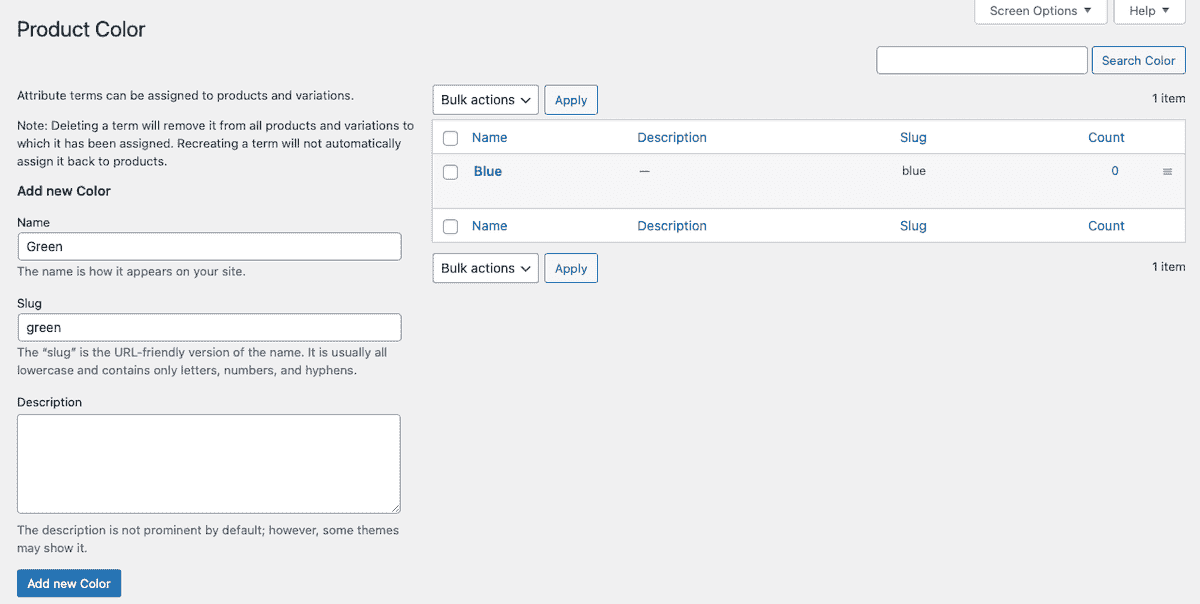 Screen Options ▼
Help ▼
Product Color
Search Color
Attribute terms can be assigned to products and variations.
Note: Deleting a term will remove it from all products and variations to
which it has been assigned. Recreating a term will not automatically
assign it back to products.
Add new Color
Name
Green
The name is how it appears on your site.
Slug
green
The “slug” is the URL-friendly version of the name. It is usually all
lowercase and contains only letters, numbers, and hyphens.
Description
The description is not prominent by default; however, some themes
may show it.
Add new Color
Bulk actions Apply 1 item
Name Description Slug Count
Blue — blue 0
Name Description Slug Count
Bulk actions Apply 1 item